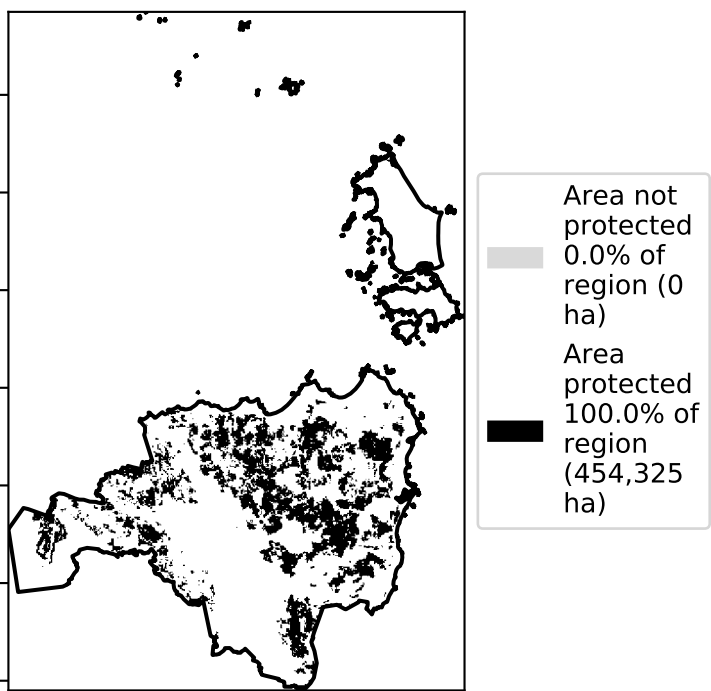 Area not
protected
0.0% of
region (0
ha)
Area
protected
100.0% of
region
(454,325
ha)